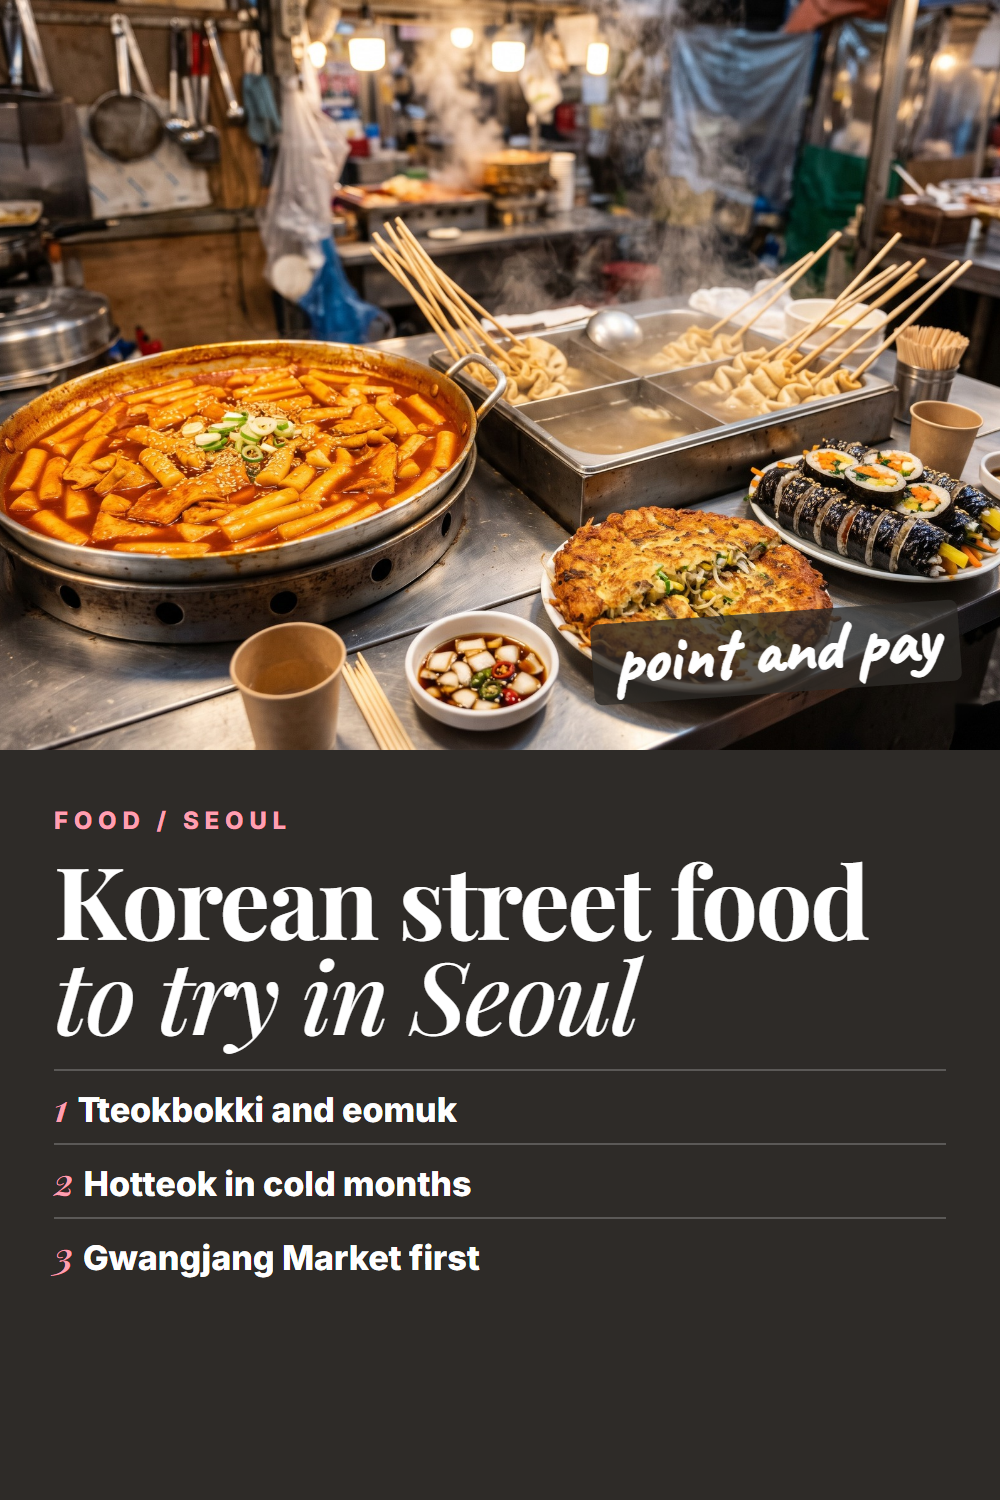 point and pay
FOOD / SEOUL
Korean street food
to try in Seoul
1 Tteokbokki and eomuk
2 Hotteok in cold months
3 Gwangjang Market first